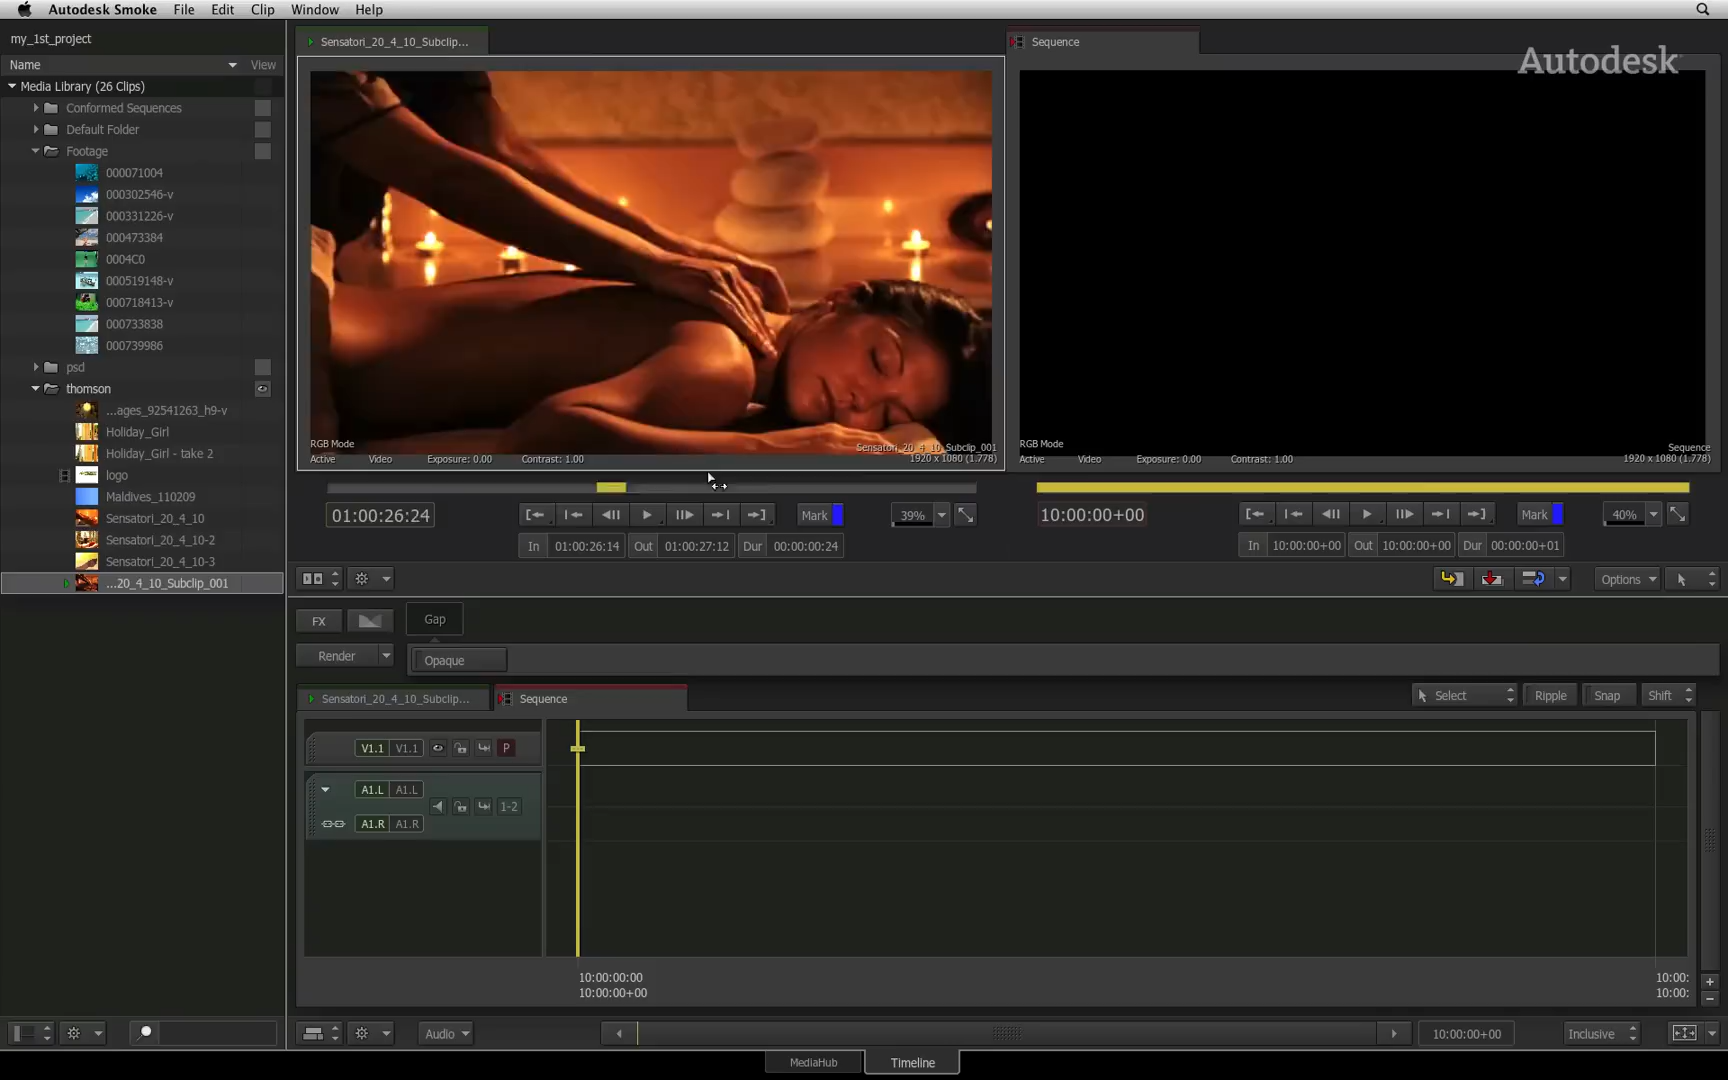 Autodesk Smoke File Edit Clip Window Help
my_1st_project
Name View
Media Library (26 Clips)
Conformed Sequences
Default Folder
Footage
000071004
000302546-v
000331226-v
000473384
0004C0
000519148-v
000718413-v
000733838
000739986
psd
thomson
...ages_92541263_h9-v
Holiday_Girl
Holiday_Girl - take 2
logo
Maldives_110209
Sensatori_20_4_10
Sensatori_20_4_10-2
Sensatori_20_4_10-3
...20_4_10_Subclip_001
Sensatori_20_4_10_Subclip...
Sequence
Autodesk
RGB Mode
Sensatori_20_4_10_Subclip_001
Active Video Exposure: 0.00 Contrast: 1.00 1920 x 1080 (1.778)
RGB Mode
Sequence
Active Video Exposure: 0.00 Contrast: 1.00 1920 x 1080 (1.778)
01:00:26:24 Mark 39%
In 01:00:26:14 Out 01:00:27:12 Dur 00:00:00:24
10:00:00+00 Mark 40%
In 10:00:00+00 Out 10:00:00+00 Dur 00:00:00+01
Options
FX Gap
Render Opaque
Sensatori_20_4_10_Subclip... Sequence Select Ripple Snap Shift
V1.1 V1.1 P
A1.L A1.L
1-2
A1.R A1.R
10:00:00:00 10:00:
10:00:00+00 10:00:
Audio 10:00:00+00 Inclusive
MediaHub Timeline